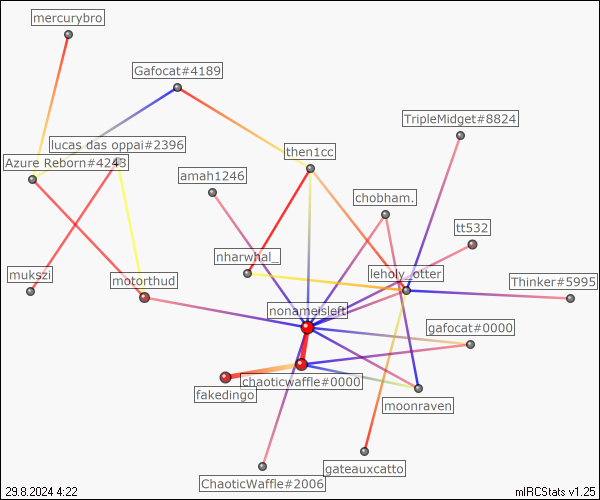 mercurybro
Gafocat#4189
TripleMidget#8824
lucas das oppai#2396
then1cc
Azure Reborn#4243
amah1246
chobham.
tt532
nharwhal_
leholy_otter
mukszi
motorthud
Thinker#5995
nonameisleft
gafocat#0000
chaoticwaffle#0000
fakedingo
moonraven
gateauxcatto
ChaoticWaffle#2006
29.8.2024 4:22
mIRCStats v1.25